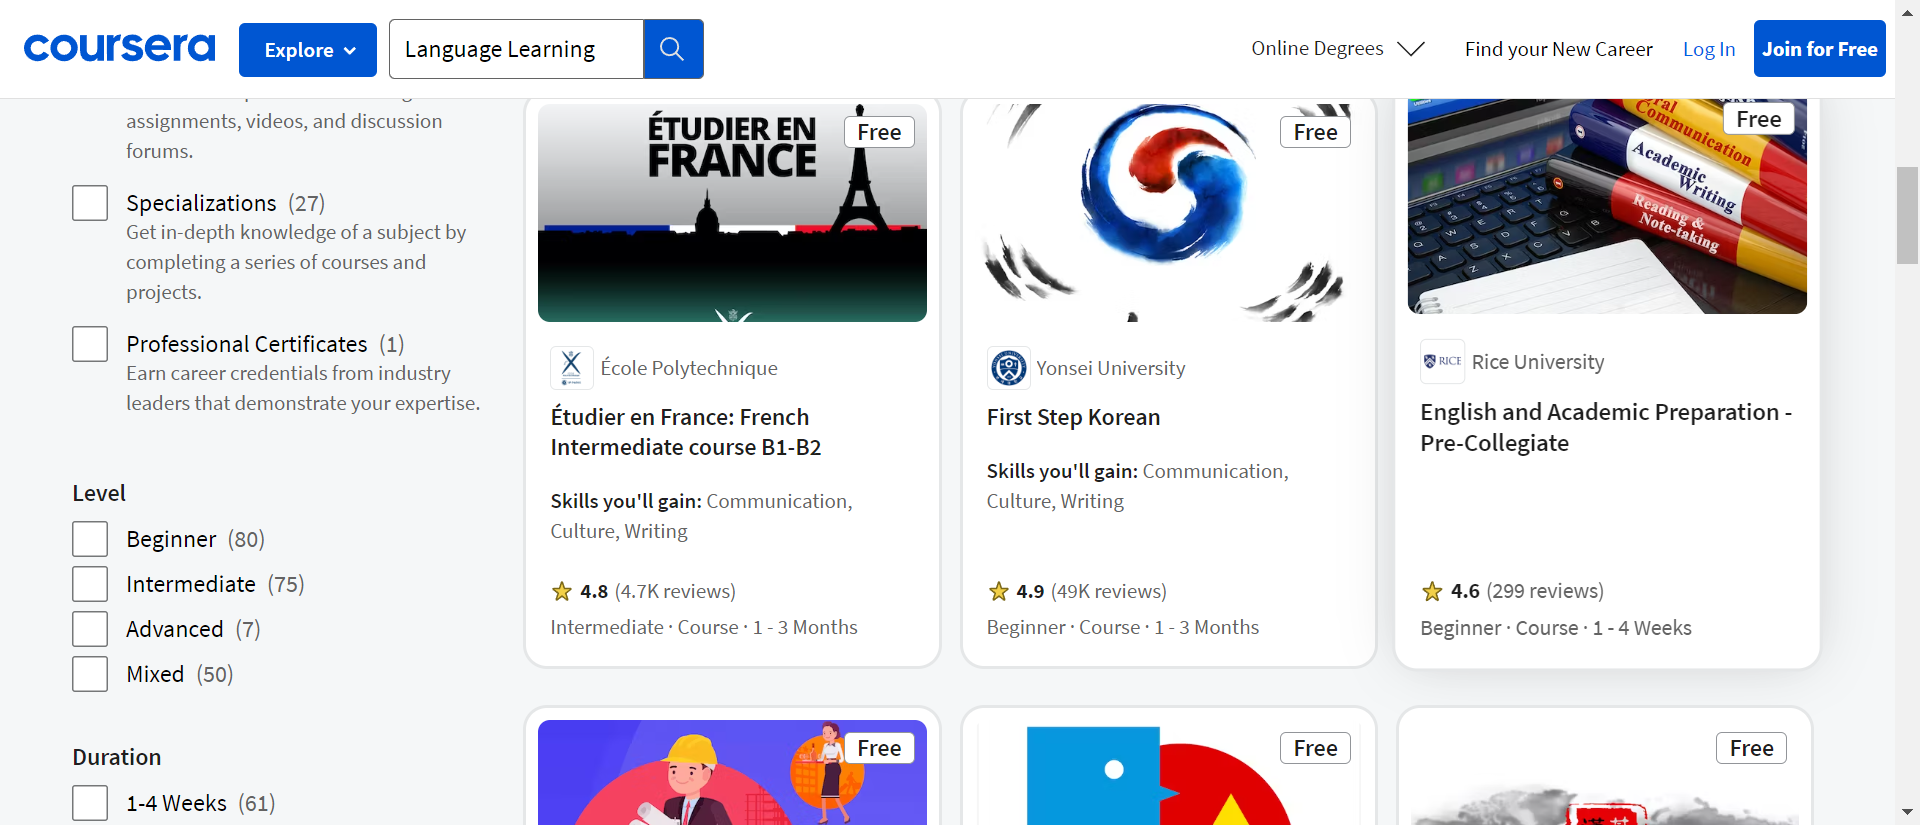 coursera
Explore
Language Learning
Online Degrees
Find your New Career
Log In
Join for Free
assignments, videos, and discussion
forums.
Specializations (27)
Get in-depth knowledge of a subject by
completing a series of courses and
projects.
Professional Certificates (1)
Earn career credentials from industry
leaders that demonstrate your expertise.
Level
Beginner (80)
Intermediate (75)
Advanced (7)
Mixed (50)
Duration
1-4 Weeks (61)
ÉTUDIER EN
FRANCE
Free
École Polytechnique
Étudier en France: French
Intermediate course B1-B2
Skills you'll gain: Communication,
Culture, Writing
4.8 (4.7K reviews)
Intermediate · Course · 1 - 3 Months
Free
Yonsei University
First Step Korean
Skills you'll gain: Communication,
Culture, Writing
4.9 (49K reviews)
Beginner · Course · 1 - 3 Months
Free
Communication
Academic
Writing
Reading &
Note-taking
RICE
Rice University
English and Academic Preparation -
Pre-Collegiate
4.6 (299 reviews)
Beginner · Course · 1 - 4 Weeks
Free
Free
Free